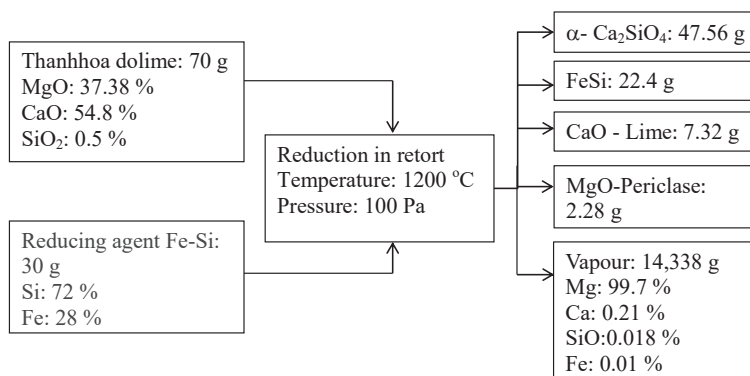 Thanhhoa dolime: 70 g
MgO: 37.38 %
CaO: 54.8 %
SiO₂: 0.5 %
Reducing agent Fe-Si:
30 g
Si: 72 %
Fe: 28 %
Reduction in retort
Temperature: 1200 °C
Pressure: 100 Pa
α- Ca₂SiO₄: 47.56 g
FeSi: 22.4 g
CaO - Lime: 7.32 g
MgO-Periclase:
2.28 g
Vapour: 14,338 g
Mg: 99.7 %
Ca: 0.21 %
SiO:0.018 %
Fe: 0.01 %